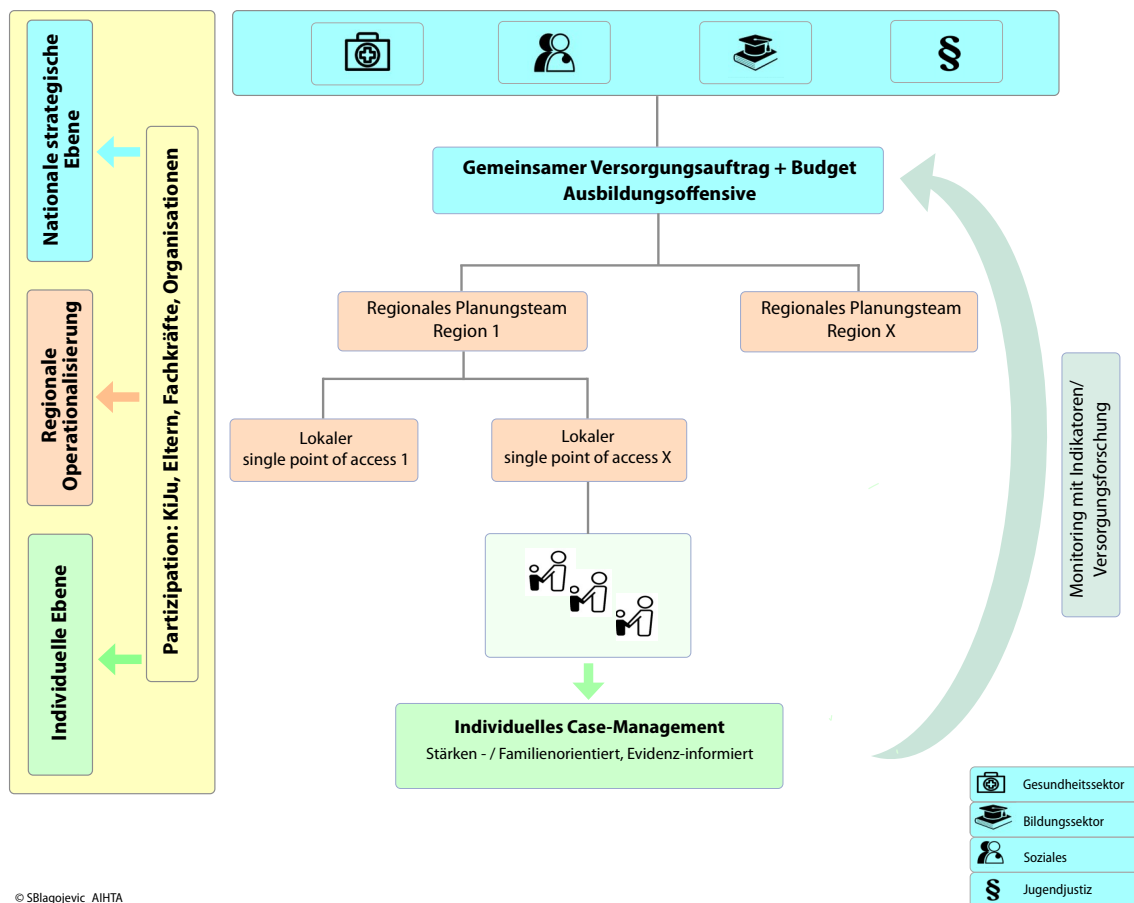 Nationale strategische
Ebene
Regionale
Operationalisierung
Individuelle Ebene
Partizipation: KiJu, Eltern, Fachkräfte, Organisationen
§
Gemeinsamer Versorgungsauftrag + Budget
Ausbildungsoffensive
Regionales Planungsteam
Region 1
Regionales Planungsteam
Region X
Lokaler
single point of access 1
Lokaler
single point of access X
Individuelles Case-Management
Stärken - / Familienorientiert, Evidenz-informiert
Monitoring mit Indikatoren/
Versorgungsforschung
Gesundheitssektor
Bildungssektor
Soziales
§ Jugendjustiz
© SBlagojevic AIHTA